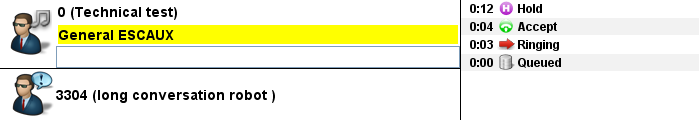 0 (Technical test)
General ESCAUX
3304 (long conversation robot )
0:12 Hold
0:04 Accept
0:03 Ringing
0:00 Queued